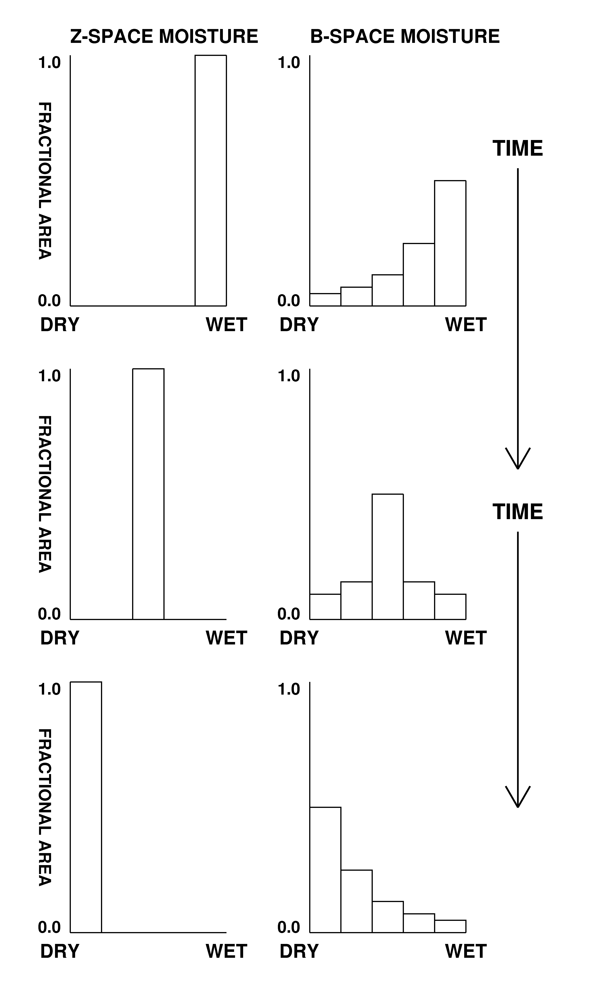 Z-SPACE MOISTURE
B-SPACE MOISTURE
1.0
FRACTIONAL AREA
0.0
DRY
WET
1.0
0.0
DRY
WET
TIME
1.0
FRACTIONAL AREA
0.0
DRY
WET
1.0
0.0
DRY
WET
TIME
1.0
FRACTIONAL AREA
0.0
DRY
WET
1.0
0.0
DRY
WET